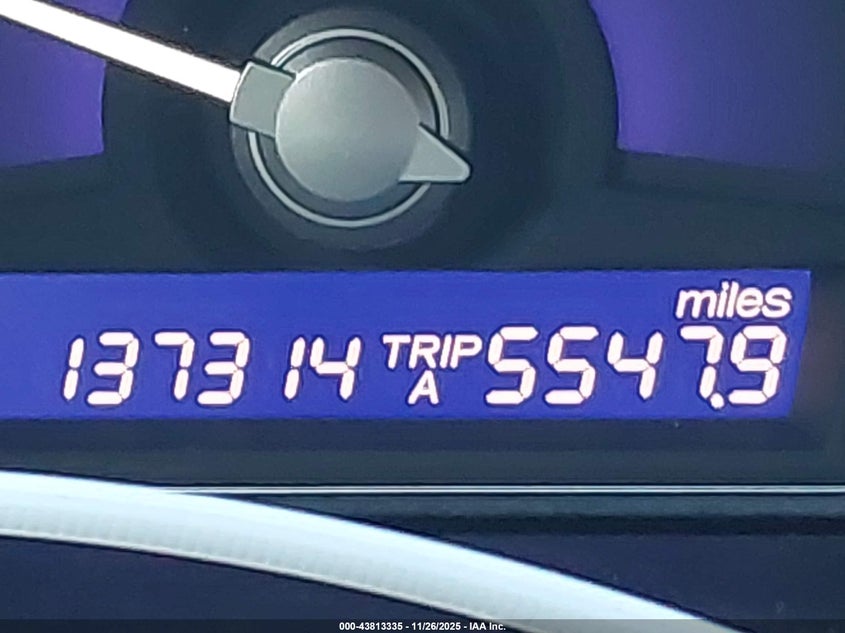 miles
137314 TRIP A 5547.9
000-43813335 - 11/26/2025 - IAA Inc.